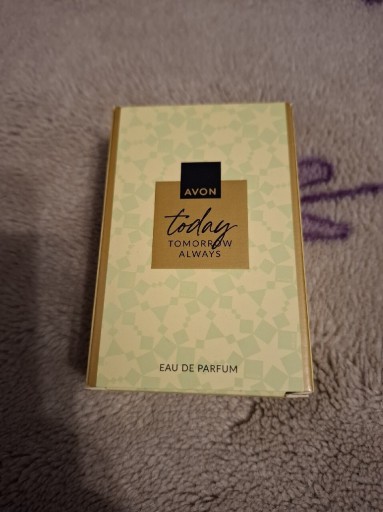 AVON
today
TOMORROW
ALWAYS
EAU DE PARFUM